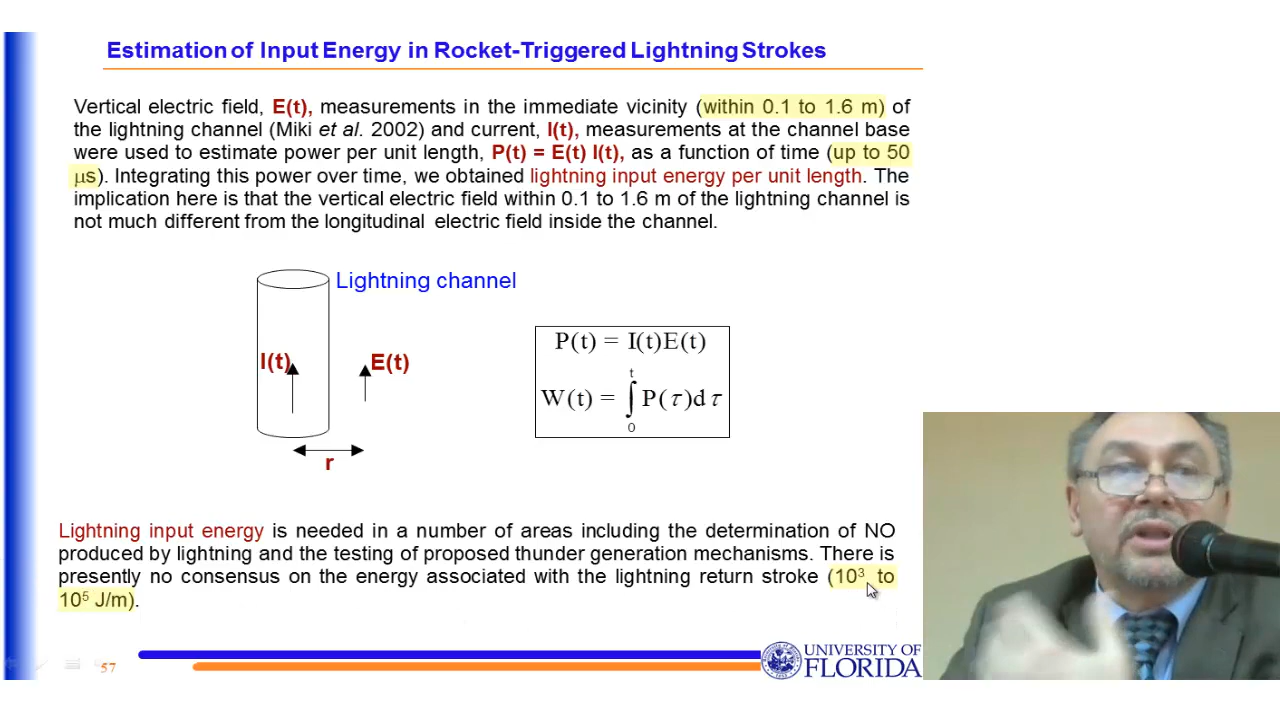 Estimation of Input Energy in Rocket-Triggered Lightning Strokes
Vertical electric field, E(t), measurements in the immediate vicinity (within 0.1 to 1.6 m) of
the lightning channel (Miki et al. 2002) and current, I(t), measurements at the channel base
were used to estimate power per unit length, P(t) = E(t) I(t), as a function of time (up to 50
μs). Integrating this power over time, we obtained lightning input energy per unit length. The
implication here is that the vertical electric field within 0.1 to 1.6 m of the lightning channel is
not much different from the longitudinal electric field inside the channel.
Lightning channel
I(t)
E(t)
r
P(t) = I(t)E(t)
W(t) = ∫₀ᵗ P(τ)dτ
Lightning input energy is needed in a number of areas including the determination of NO
produced by lightning and the testing of proposed thunder generation mechanisms. There is
presently no consensus on the energy associated with the lightning return stroke (10³ to
10⁵ J/m).
57
UNIVERSITY OF
FLORIDA